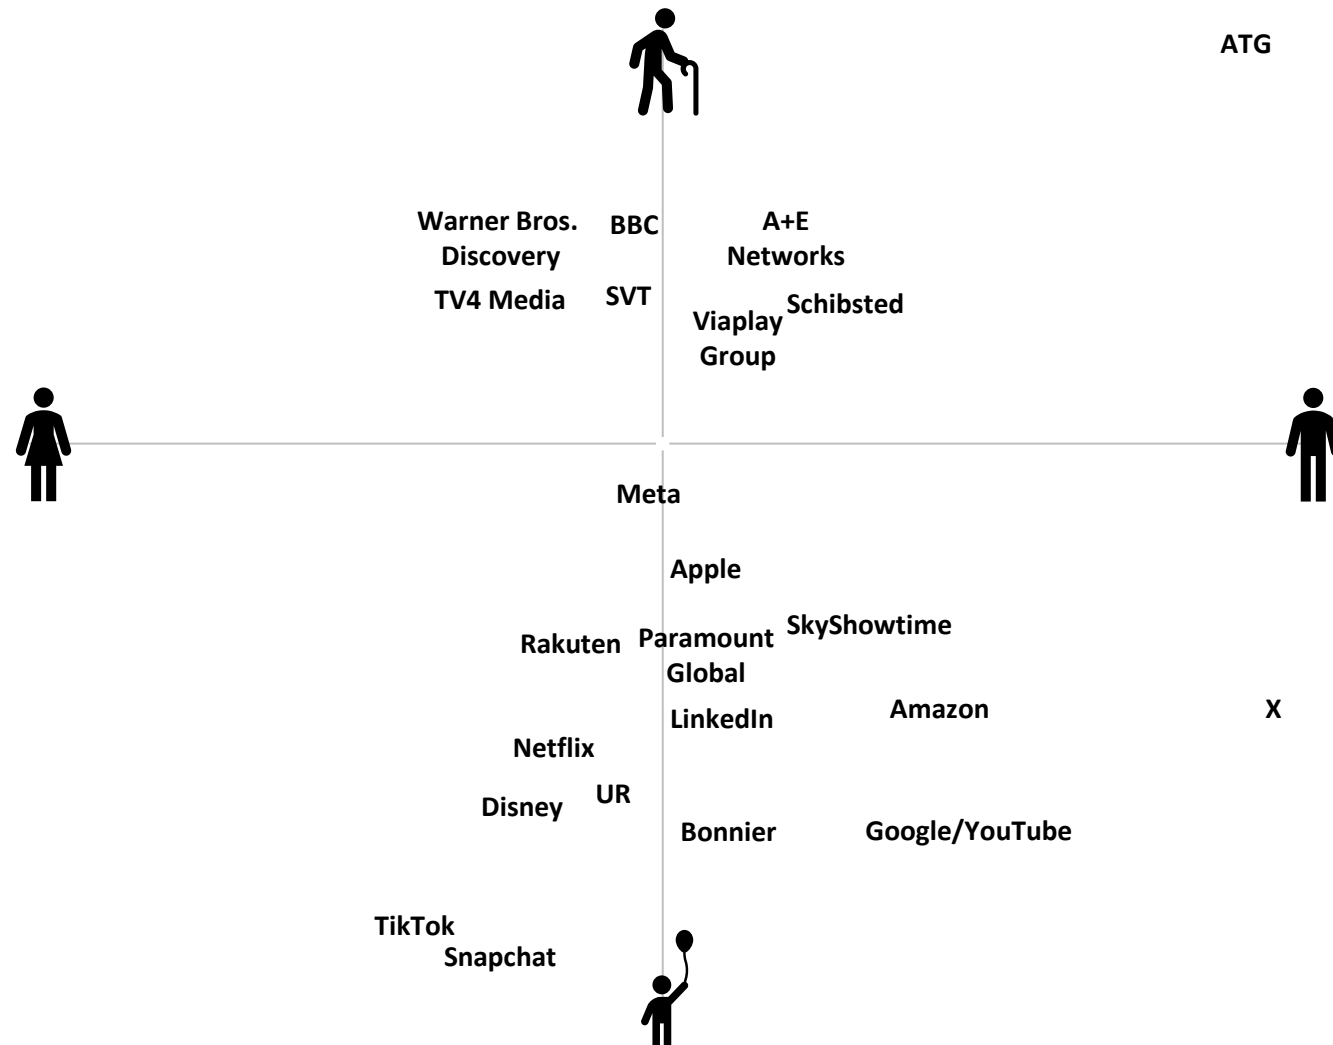 ATG
Warner Bros.
Discovery
BBC
A+E
Networks
TV4 Media
SVT
Schibsted
Viaplay
Group
Meta
Apple
SkyShowtime
Rakuten
Paramount
Global
LinkedIn
Amazon
X
Netflix
UR
Disney
Bonnier
Google/YouTube
TikTok
Snapchat